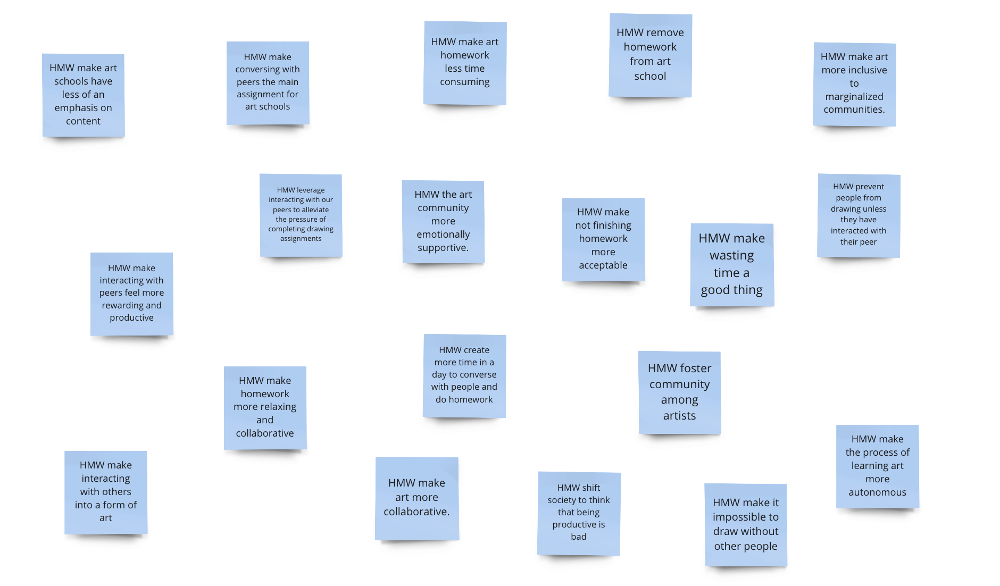 HMW make art
schools have
less of an
emphasis on
content
HMW make
conversing with
peers the main
assignment for
art schools
HMW make art
homework
less time
consuming
HMW remove
homework
from art
school
HMW make art
more inclusive
to
marginalized
communities.
HMW leverage
interacting with our
peers to alleviate
the pressure of
completing drawing
assignments
HMW the art
community
more
emotionally
supportive.
HMW make
not finishing
homework
more
acceptable
HMW make
wasting
time a
good thing
HMW prevent
people from
drawing unless
they have
interacted with
their peer
HMW make
interacting with
peers feel more
rewarding and
productive
HMW make
homework
more relaxing
and
collaborative
HMW create
more time in a
day to converse
with people and
do homework
HMW foster
community
among
artists
HMW make
the process of
learning art
more
autonomous
HMW make
interacting
with others
into a form of
art
HMW make
art more
collaborative.
HMW shift
society to think
that being
productive is
bad
HMW make it
impossible to
draw without
other people